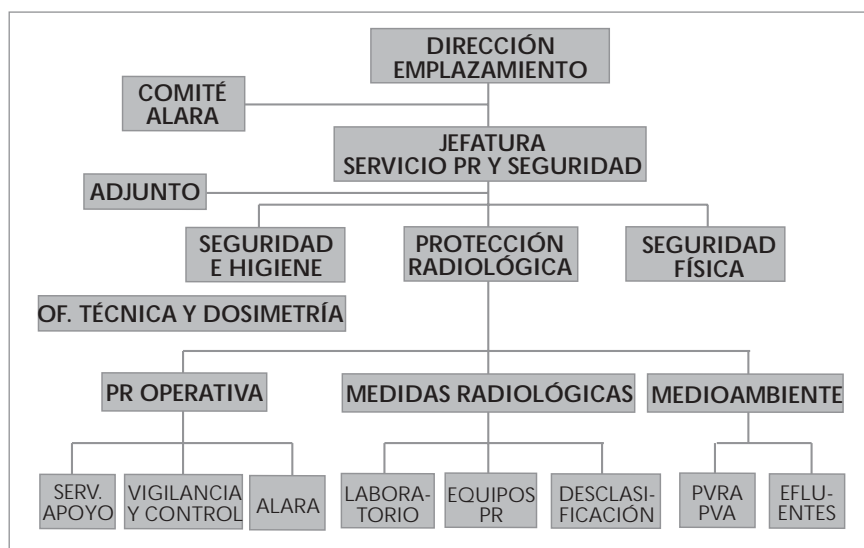 DIRECCIÓN
EMPLAZAMIENTO
COMITÉ
ALARA
JEFATURA
SERVICIO PR Y SEGURIDAD
ADJUNTO
SEGURIDAD
E HIGIENE
PROTECCIÓN
RADIOLÓGICA
SEGURIDAD
FÍSICA
OF. TÉCNICA Y DOSIMETRÍA
PR OPERATIVA
MEDIDAS RADIOLÓGICAS
MEDIOAMBIENTE
SERV.
APOYO
VIGILANCIA
Y CONTROL
ALARA
LABORA-
TORIO
EQUIPOS
PR
DESCLASI-
FICACIÓN
PVRA
PVA
EFLU-
ENTES